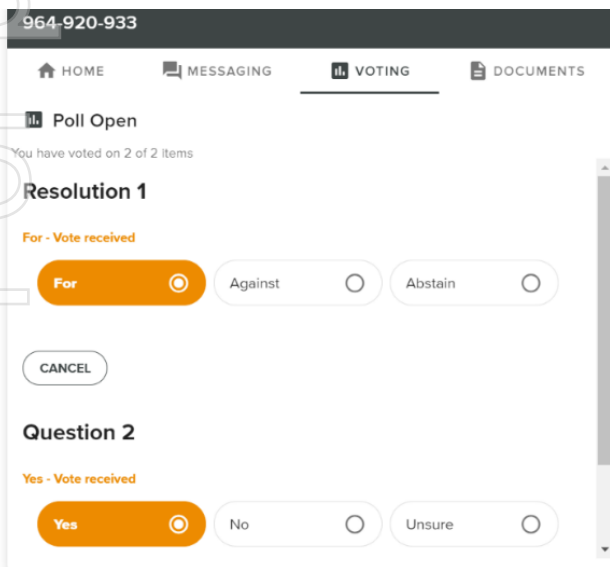 964-920-933
HOME MESSAGING VOTING DOCUMENTS
Poll Open
You have voted on 2 of 2 Items
Resolution 1
For - Vote received
For Against Abstain
CANCEL
Question 2
Yes - Vote received
Yes No Unsure